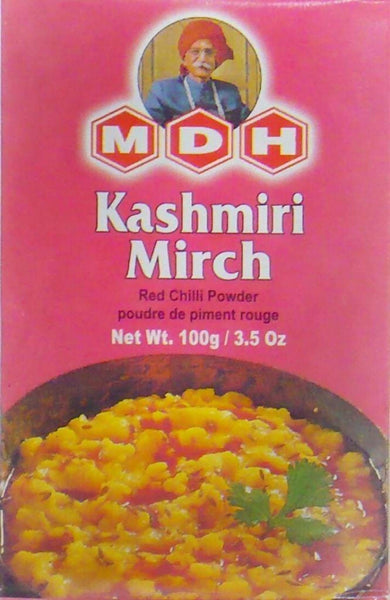 MDH
Kashmiri
Mirch
Red Chilli Powder
poudre de piment rouge
Net Wt. 100g / 3.5 Oz